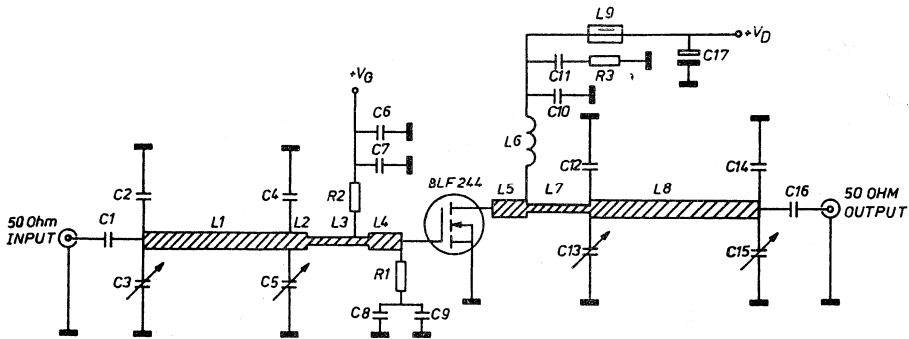 L9
+VD
C17
C11
R3
C10
+VG
C6
C7
L6
C2
C4
R2
BLF 244
L5
L7
C12
L8
C14
C16
50 OHM
OUTPUT
50 Ohm
INPUT
C1
L1
L2
L3
L4
C3
C5
R1
C8
C9
C13
C15